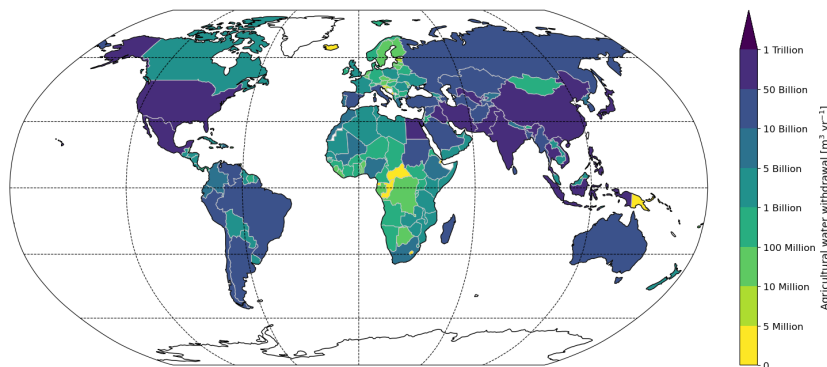 1 Trillion
50 Billion
10 Billion
5 Billion
1 Billion
100 Million
10 Million
5 Million
0
Agricultural water withdrawal [m³ yr⁻¹]